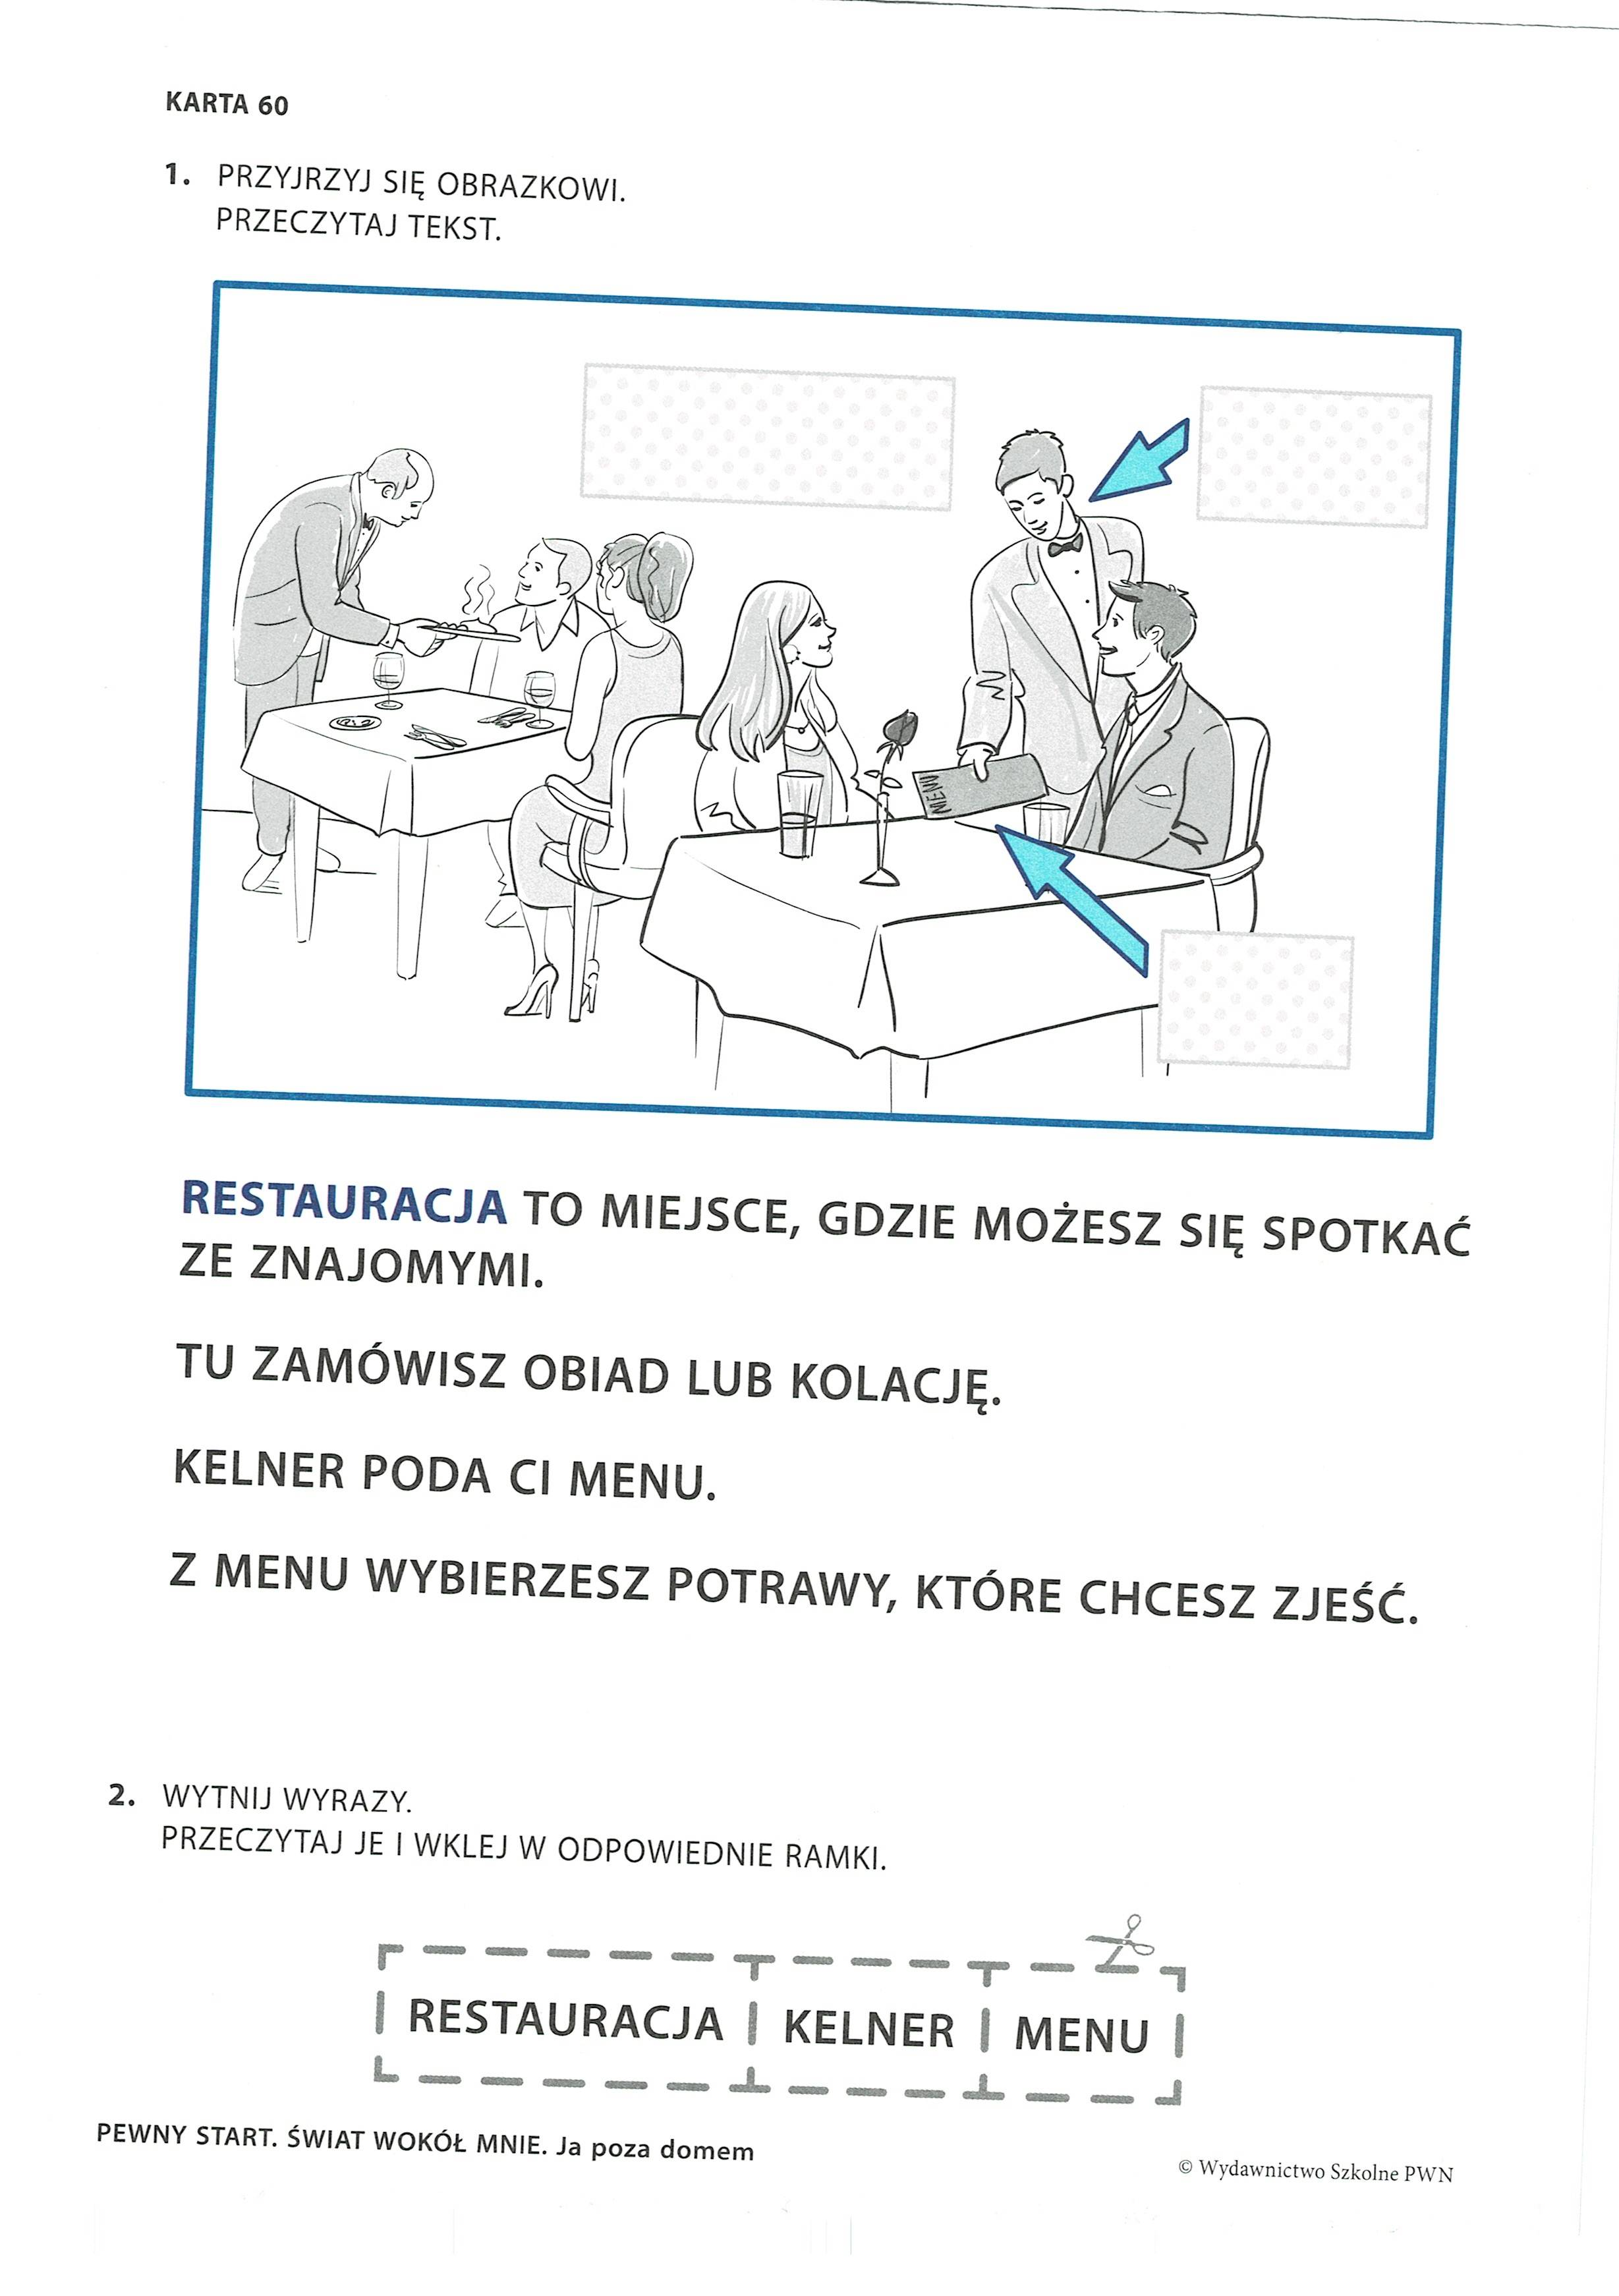 KARTA 60
1. PRZYJRZYJ SIĘ OBRAZKOWI.
PRZECZYTAJ TEKST.
MENU
RESTAURACJA TO MIEJSCE, GDZIE MOŻESZ SIĘ SPOTKAĆ
ZE ZNAJOMYMI.
TU ZAMÓWISZ OBIAD LUB KOLACJĘ.
KELNER PODA CI MENU.
Z MENU WYBIERZESZ POTRAWY, KTÓRE CHCESZ ZJEŚĆ.
2. WYTNIJ WYRAZY.
PRZECZYTAJ JE I WKLEJ W ODPOWIEDNIE RAMKI.
RESTAURACJA KELNER MENU
PEWNY START. ŚWIAT WOKÓŁ MNIE. Ja poza domem
© Wydawnictwo Szkolne PWN